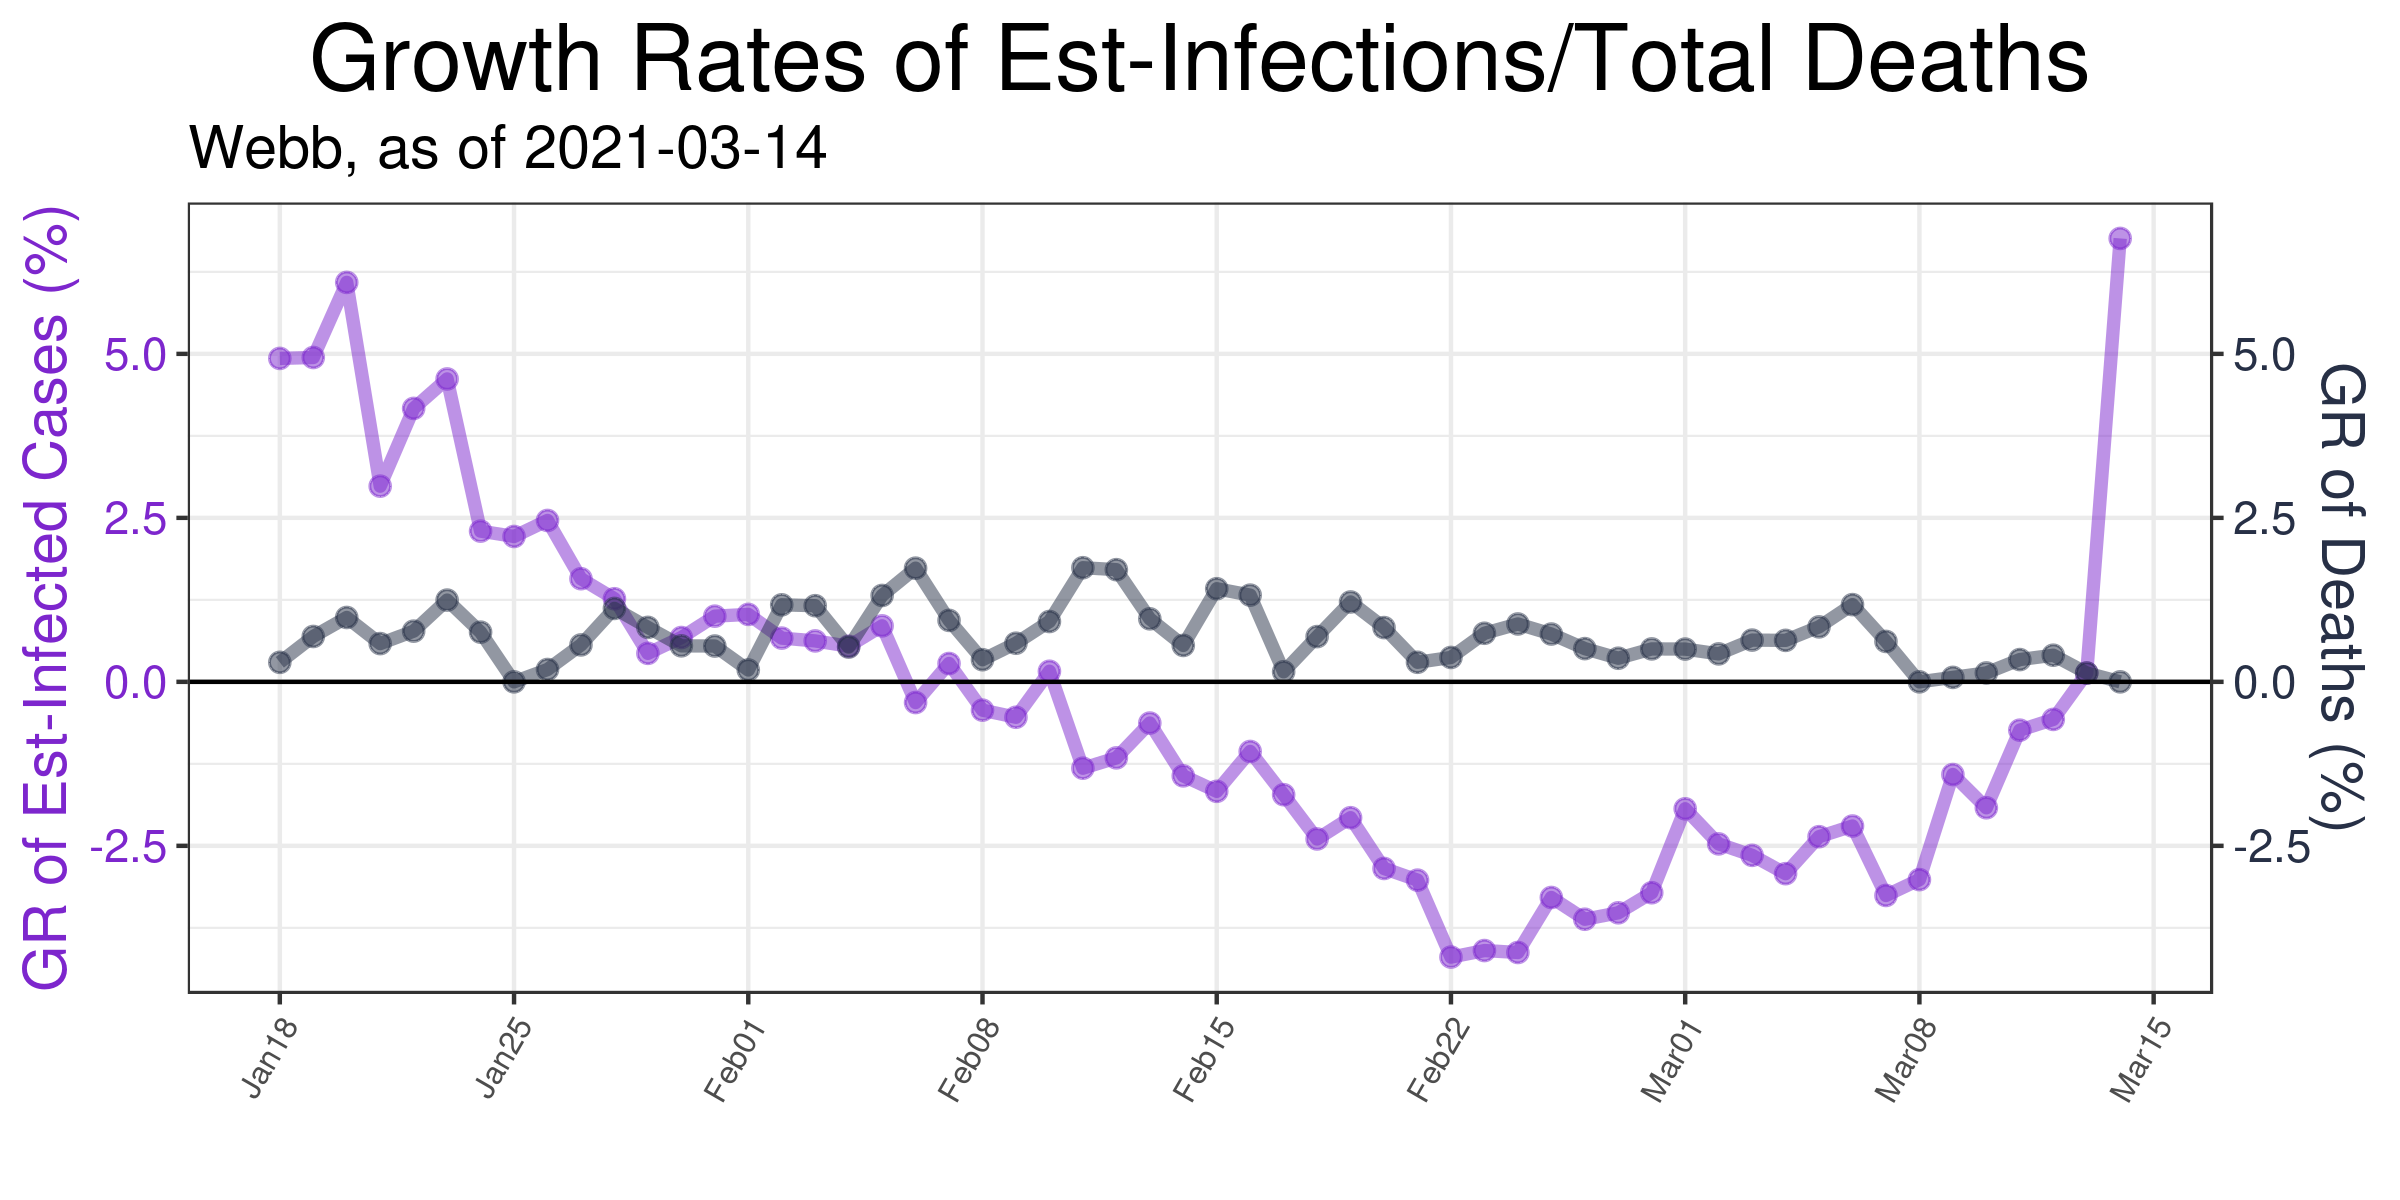 Growth Rates of Est-Infections/Total Deaths
Webb, as of 2021-03-14
GR of Est-Infected Cases (%)
5.0
2.5
0.0
-2.5
5.0
2.5
0.0
-2.5
GR of Deaths (%)
Jan18
Jan25
Feb01
Feb08
Feb15
Feb22
Mar01
Mar08
Mar15